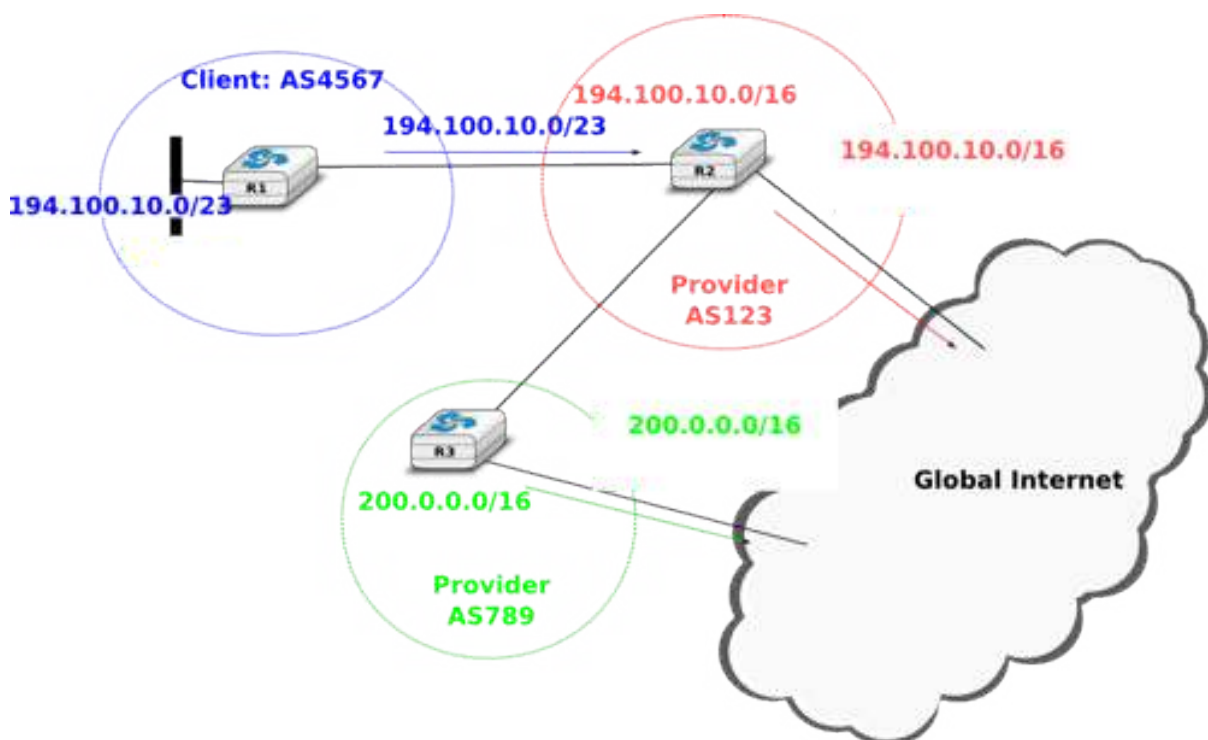 Client: AS4567
194.100.10.0/16
194.100.10.0/23
194.100.10.0/16
R2
R1
194.100.10.0/23
Provider
AS123
200.0.0.0/16
R3
Global Internet
200.0.0.0/16
Provider
AS789